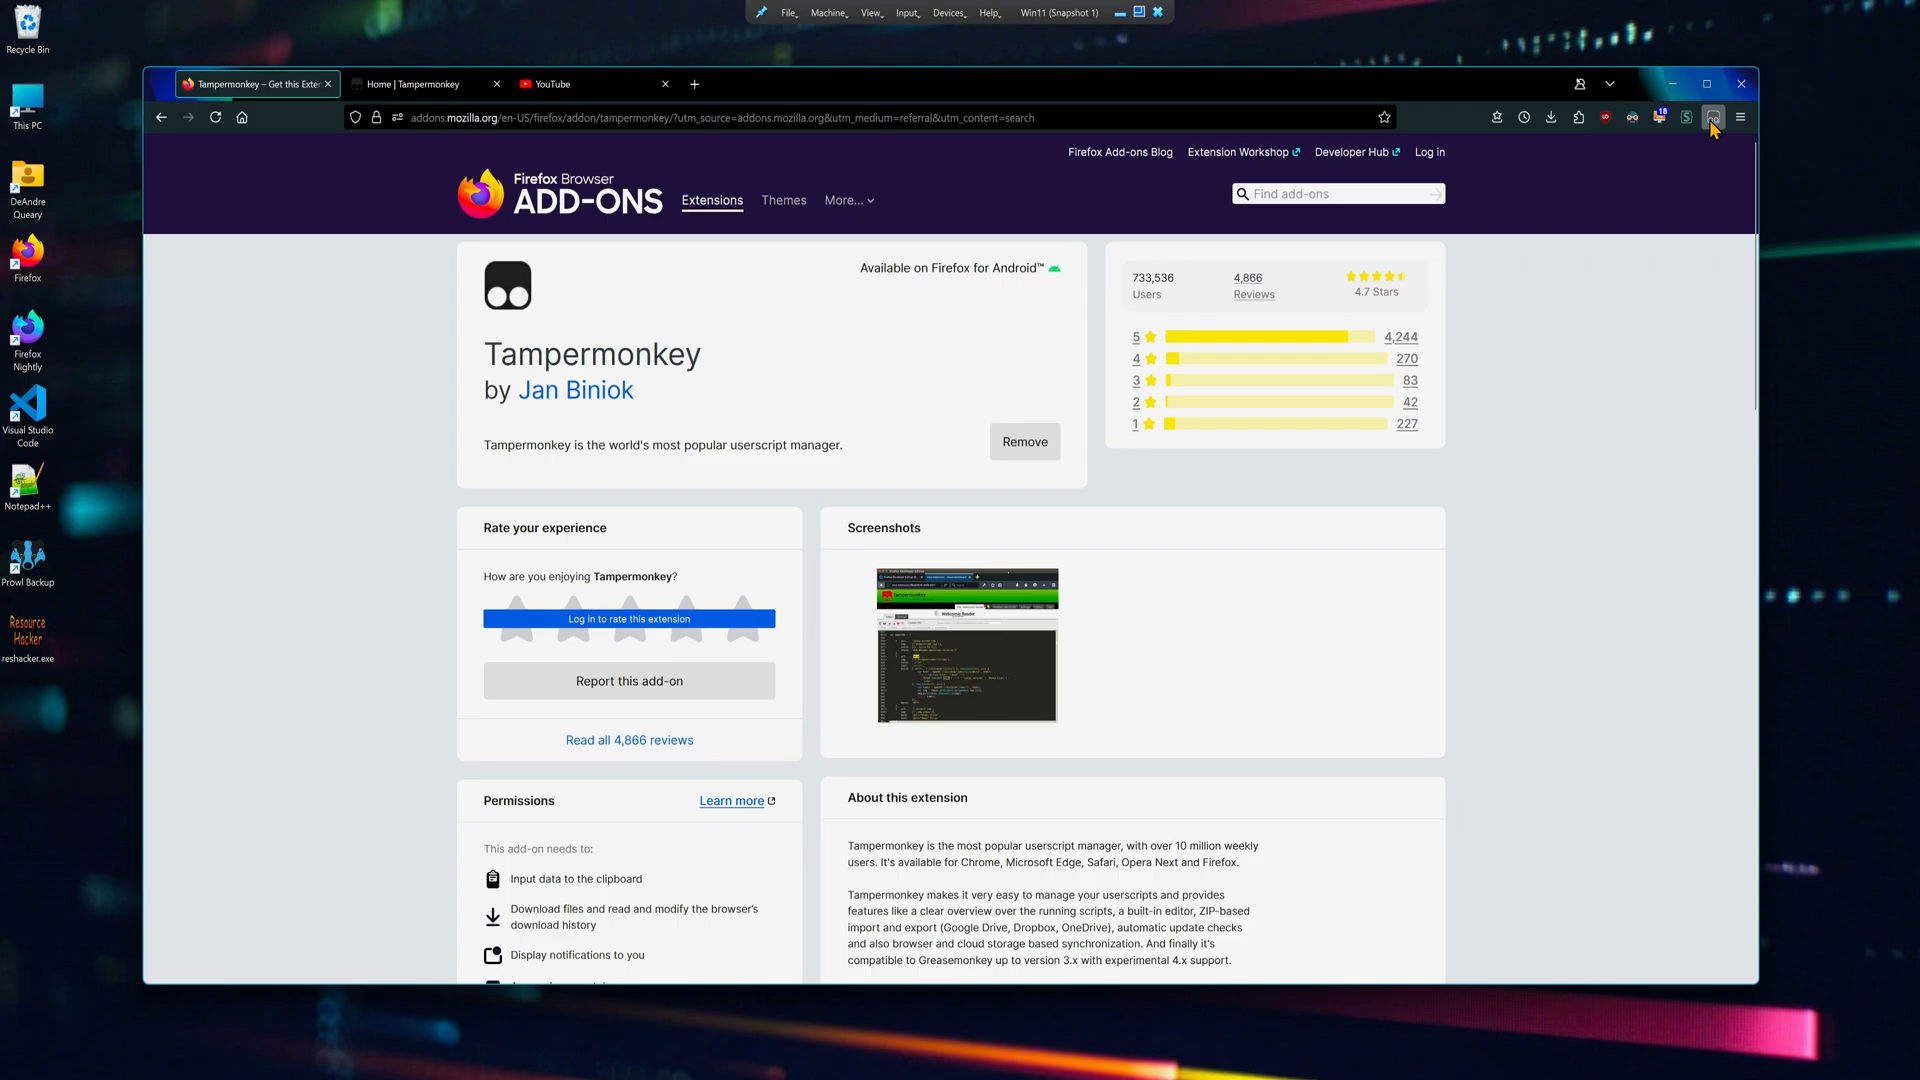 File
Machine
View
Input
Devices
Help
Win11 (Snapshot 1)
Recycle Bin
This PC
DeAndre
Queary
Firefox
Firefox
Nightly
Visual Studio
Code
Notepad++
Prowl Backup
Resource
Hacker
reshacker.exe
Tampermonkey – Get this Exten
Home | Tampermonkey
YouTube
addons.mozilla.org/en-US/firefox/addon/tampermonkey/?utm_source=addons.mozilla.org&utm_medium=referral&utm_content=search
18
Firefox Add-ons Blog
Extension Workshop
Developer Hub
Log in
Firefox Browser
ADD-ONS
Extensions
Themes
More...
Find add-ons
Available on Firefox for Android™
Tampermonkey
by Jan Biniok
Tampermonkey is the world's most popular userscript manager.
Remove
733,536
Users
4,866
Reviews
4.7 Stars
5 4,244
4 270
3 83
2 42
1 227
Rate your experience
How are you enjoying Tampermonkey?
Log in to rate this extension
Report this add-on
Read all 4,866 reviews
Screenshots
Permissions
Learn more
This add-on needs to:
Input data to the clipboard
Download files and read and modify the browser's
download history
Display notifications to you
About this extension
Tampermonkey is the most popular userscript manager, with over 10 million weekly
users. It's available for Chrome, Microsoft Edge, Safari, Opera Next and Firefox.
Tampermonkey makes it very easy to manage your userscripts and provides
features like a clear overview over the running scripts, a built-in editor, ZIP-based
import and export (Google Drive, Dropbox, OneDrive), automatic update checks
and also browser and cloud storage based synchronization. And finally it's
compatible to Greasemonkey up to version 3.x with experimental 4.x support.